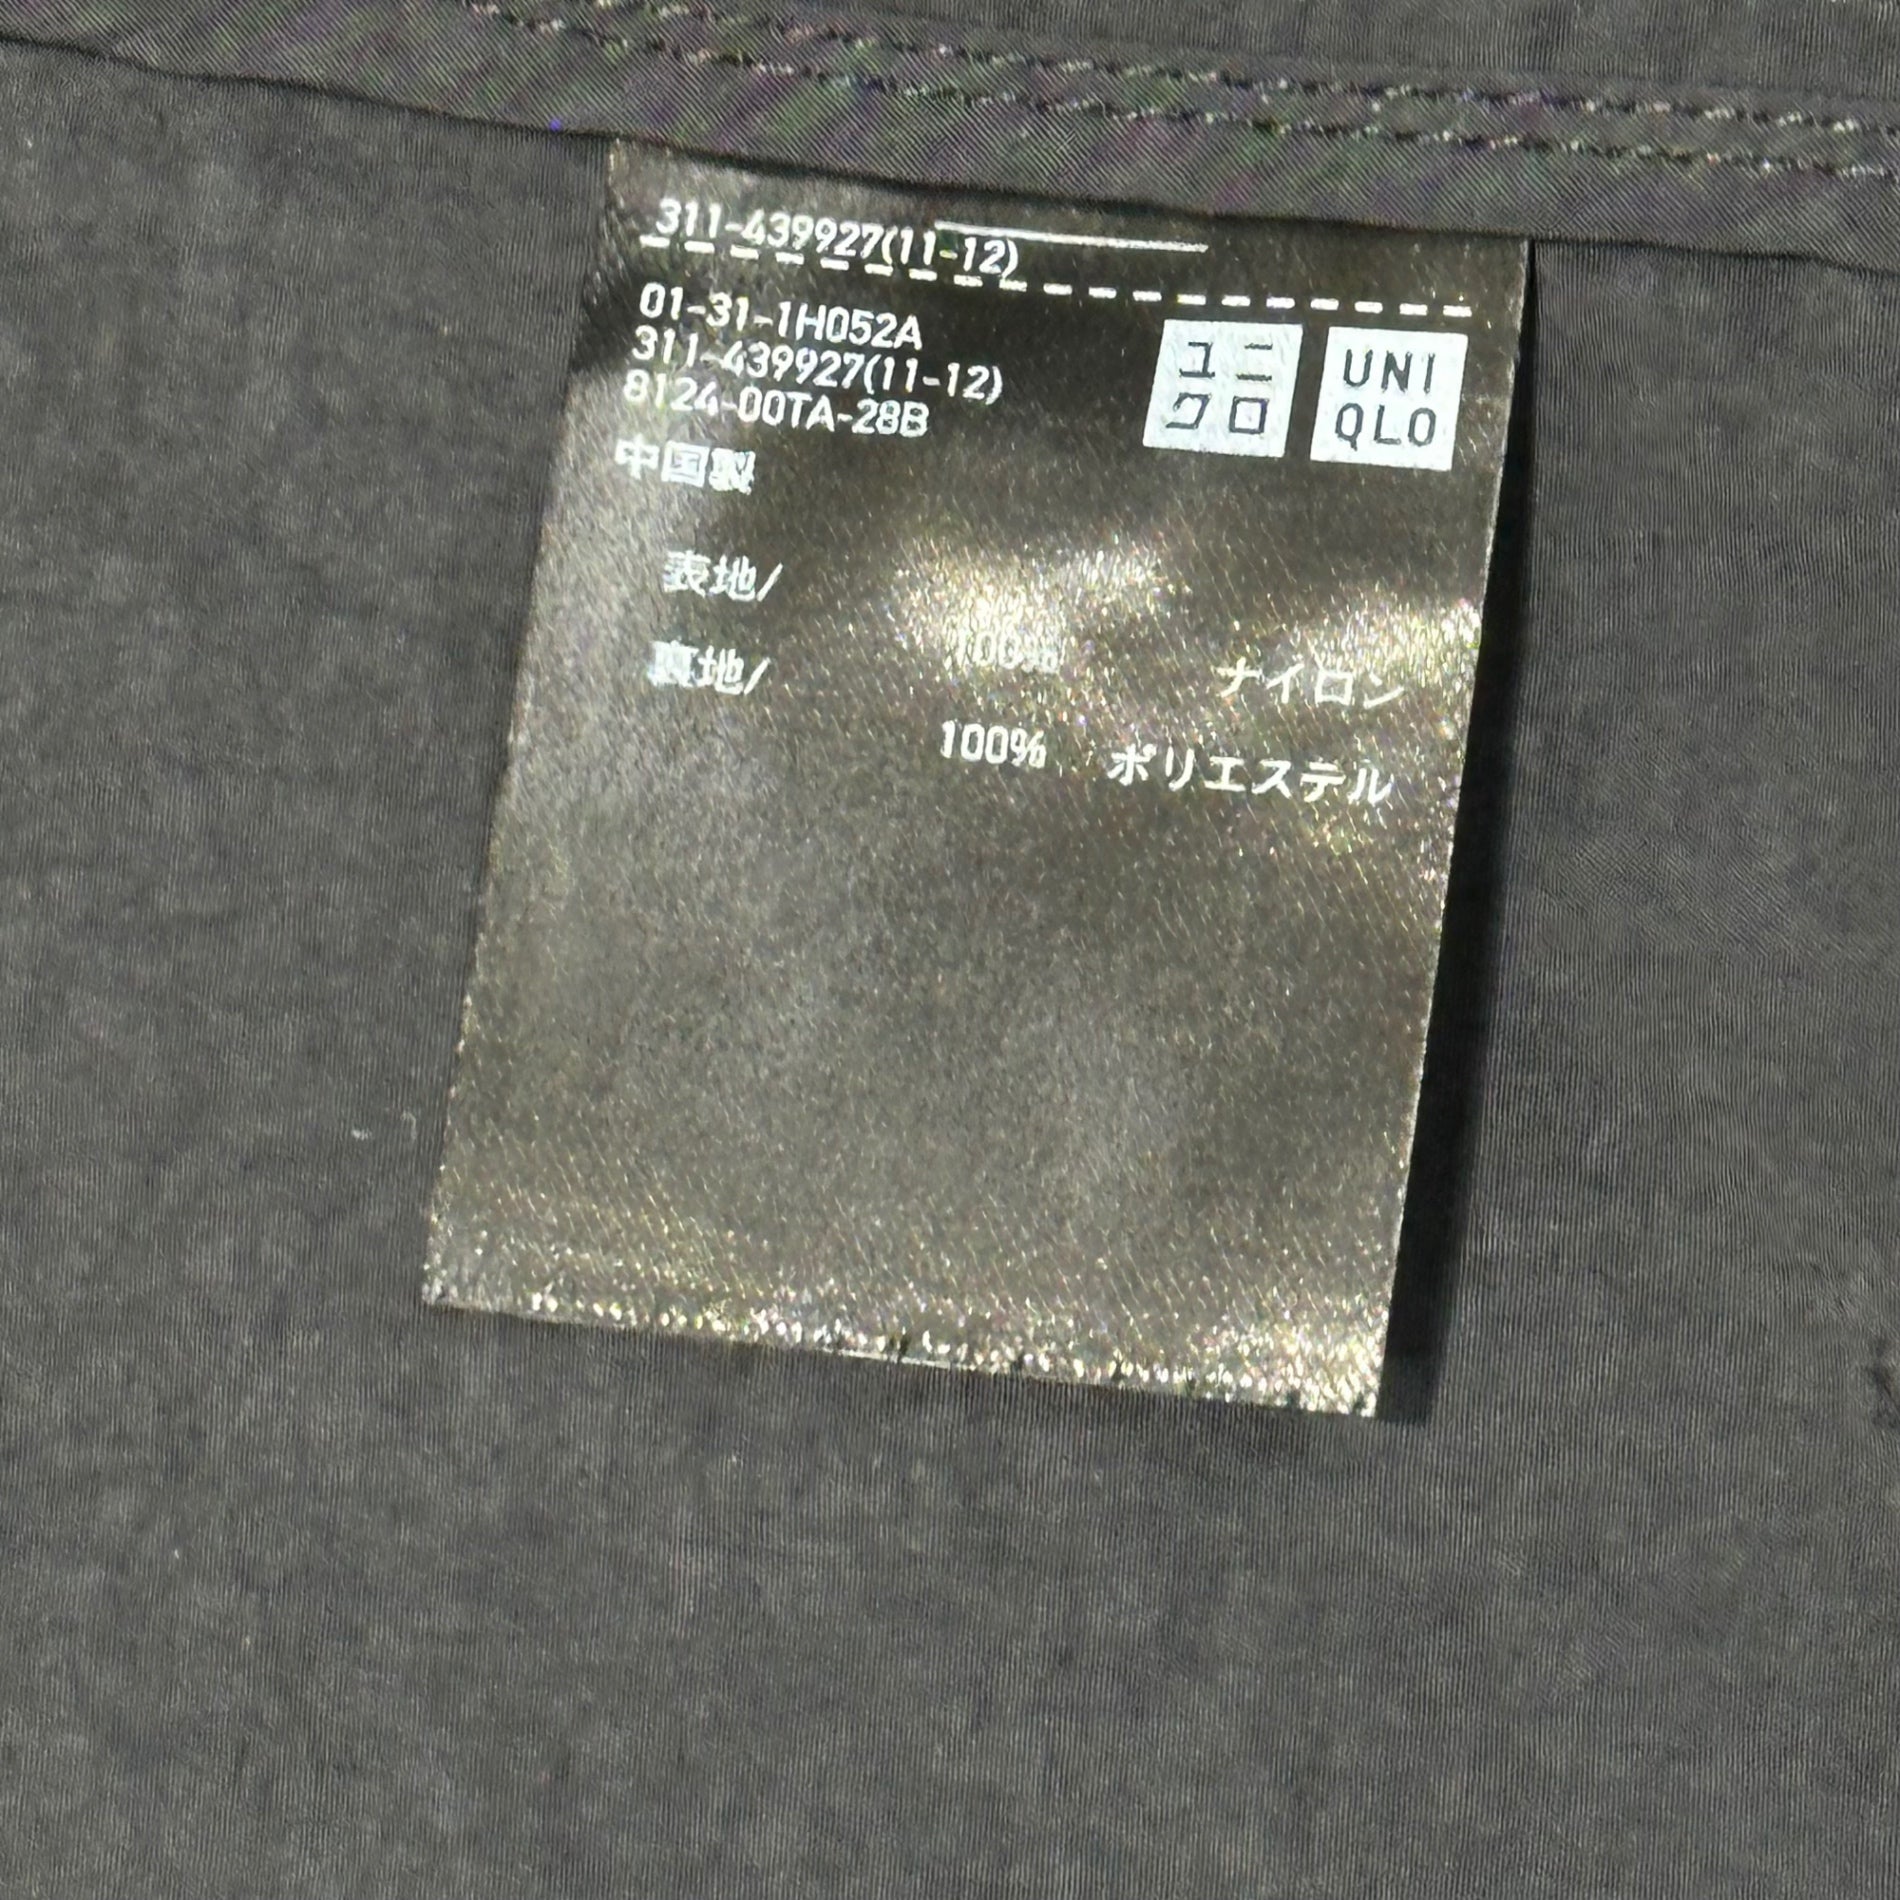 311-439927(11-12)
01-31-1H052A
311-439927(11-12)
8124-00TA-28B
ユニ
クロ
UNI
QLO
中国製
表地/
100% ナイロン
裏地/
100% ポリエステル